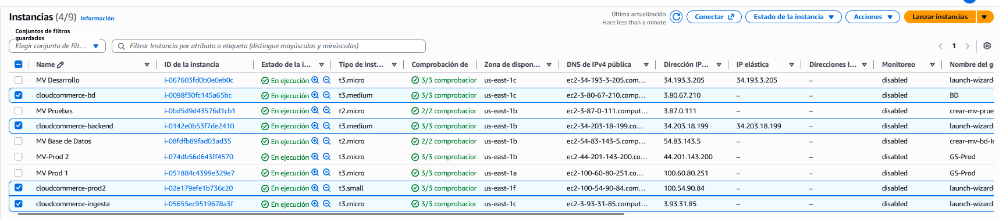 Instancias (4/9) Información
Última actualización
Hace less than a minute
Conectar
Estado de la instancia
Acciones
Lanzar instancias
Conjuntos de filtros
guardados
Elegir conjunto de filt...
Filtrar Instancia por atributo o etiqueta (distingue mayúsculas y minúsculas)
1
Name ID de la instancia Estado de la i... Tipo de inst... Comprobación de Zona de dispon... DNS de IPv4 pública Dirección IP... IP elástica Direcciones I... Monitoreo Nombre del g
MV Desarrollo i-067603fd0b0e0eb0c En ejecución t3.micro 3/3 comprobacior us-east-1c ec2-34-193-3-205.com... 34.193.3.205 34.193.3.205 – disabled launch-wizard
cloudcommerce-bd i-0098f30fc145a65bc En ejecución t3.medium 3/3 comprobacior us-east-1c ec2-3-80-67-210.comp... 3.80.67.210 – – disabled BD
MV Pruebas i-0bd5d9d43576d1cb1 En ejecución t2.micro 2/2 comprobacior us-east-1b ec2-3-87-0-111.comput... 3.87.0.111 – – disabled crear-mv-prue
cloudcommerce-backend i-0142e0b53f7de2410 En ejecución t3.medium 3/3 comprobacior us-east-1b ec2-34-203-18-199.co... 34.203.18.199 34.203.18.199 – disabled launch-wizard
MV Base de Datos i-08fdfb89fad03ad35 En ejecución t2.micro 2/2 comprobacior us-east-1b ec2-54-83-143-5.comp... 54.83.143.5 – – disabled crear-mv-bd-In
MV-Prod 2 i-074db56d643ff4570 En ejecución t3.micro 3/3 comprobacior us-east-1b ec2-44-201-143-200.co... 44.201.143.200 – – disabled GS-Prod
MV Prod 1 i-051884c4399e329e7 En ejecución t3.micro 3/3 comprobacior us-east-1a ec2-100-60-80-251.co... 100.60.80.251 – – disabled GS-Prod
cloudcommerce-prod2 i-02e179efe1b736c20 En ejecución t3.small 3/3 comprobacior us-east-1f ec2-100-54-90-84.com... 100.54.90.84 – – disabled launch-wizard
cloudcommerce-ingesta i-05655ec9519678a3f En ejecución t3.micro 3/3 comprobacior us-east-1c ec2-3-93-31-85.comput... 3.93.31.85 – – disabled launch-wizard